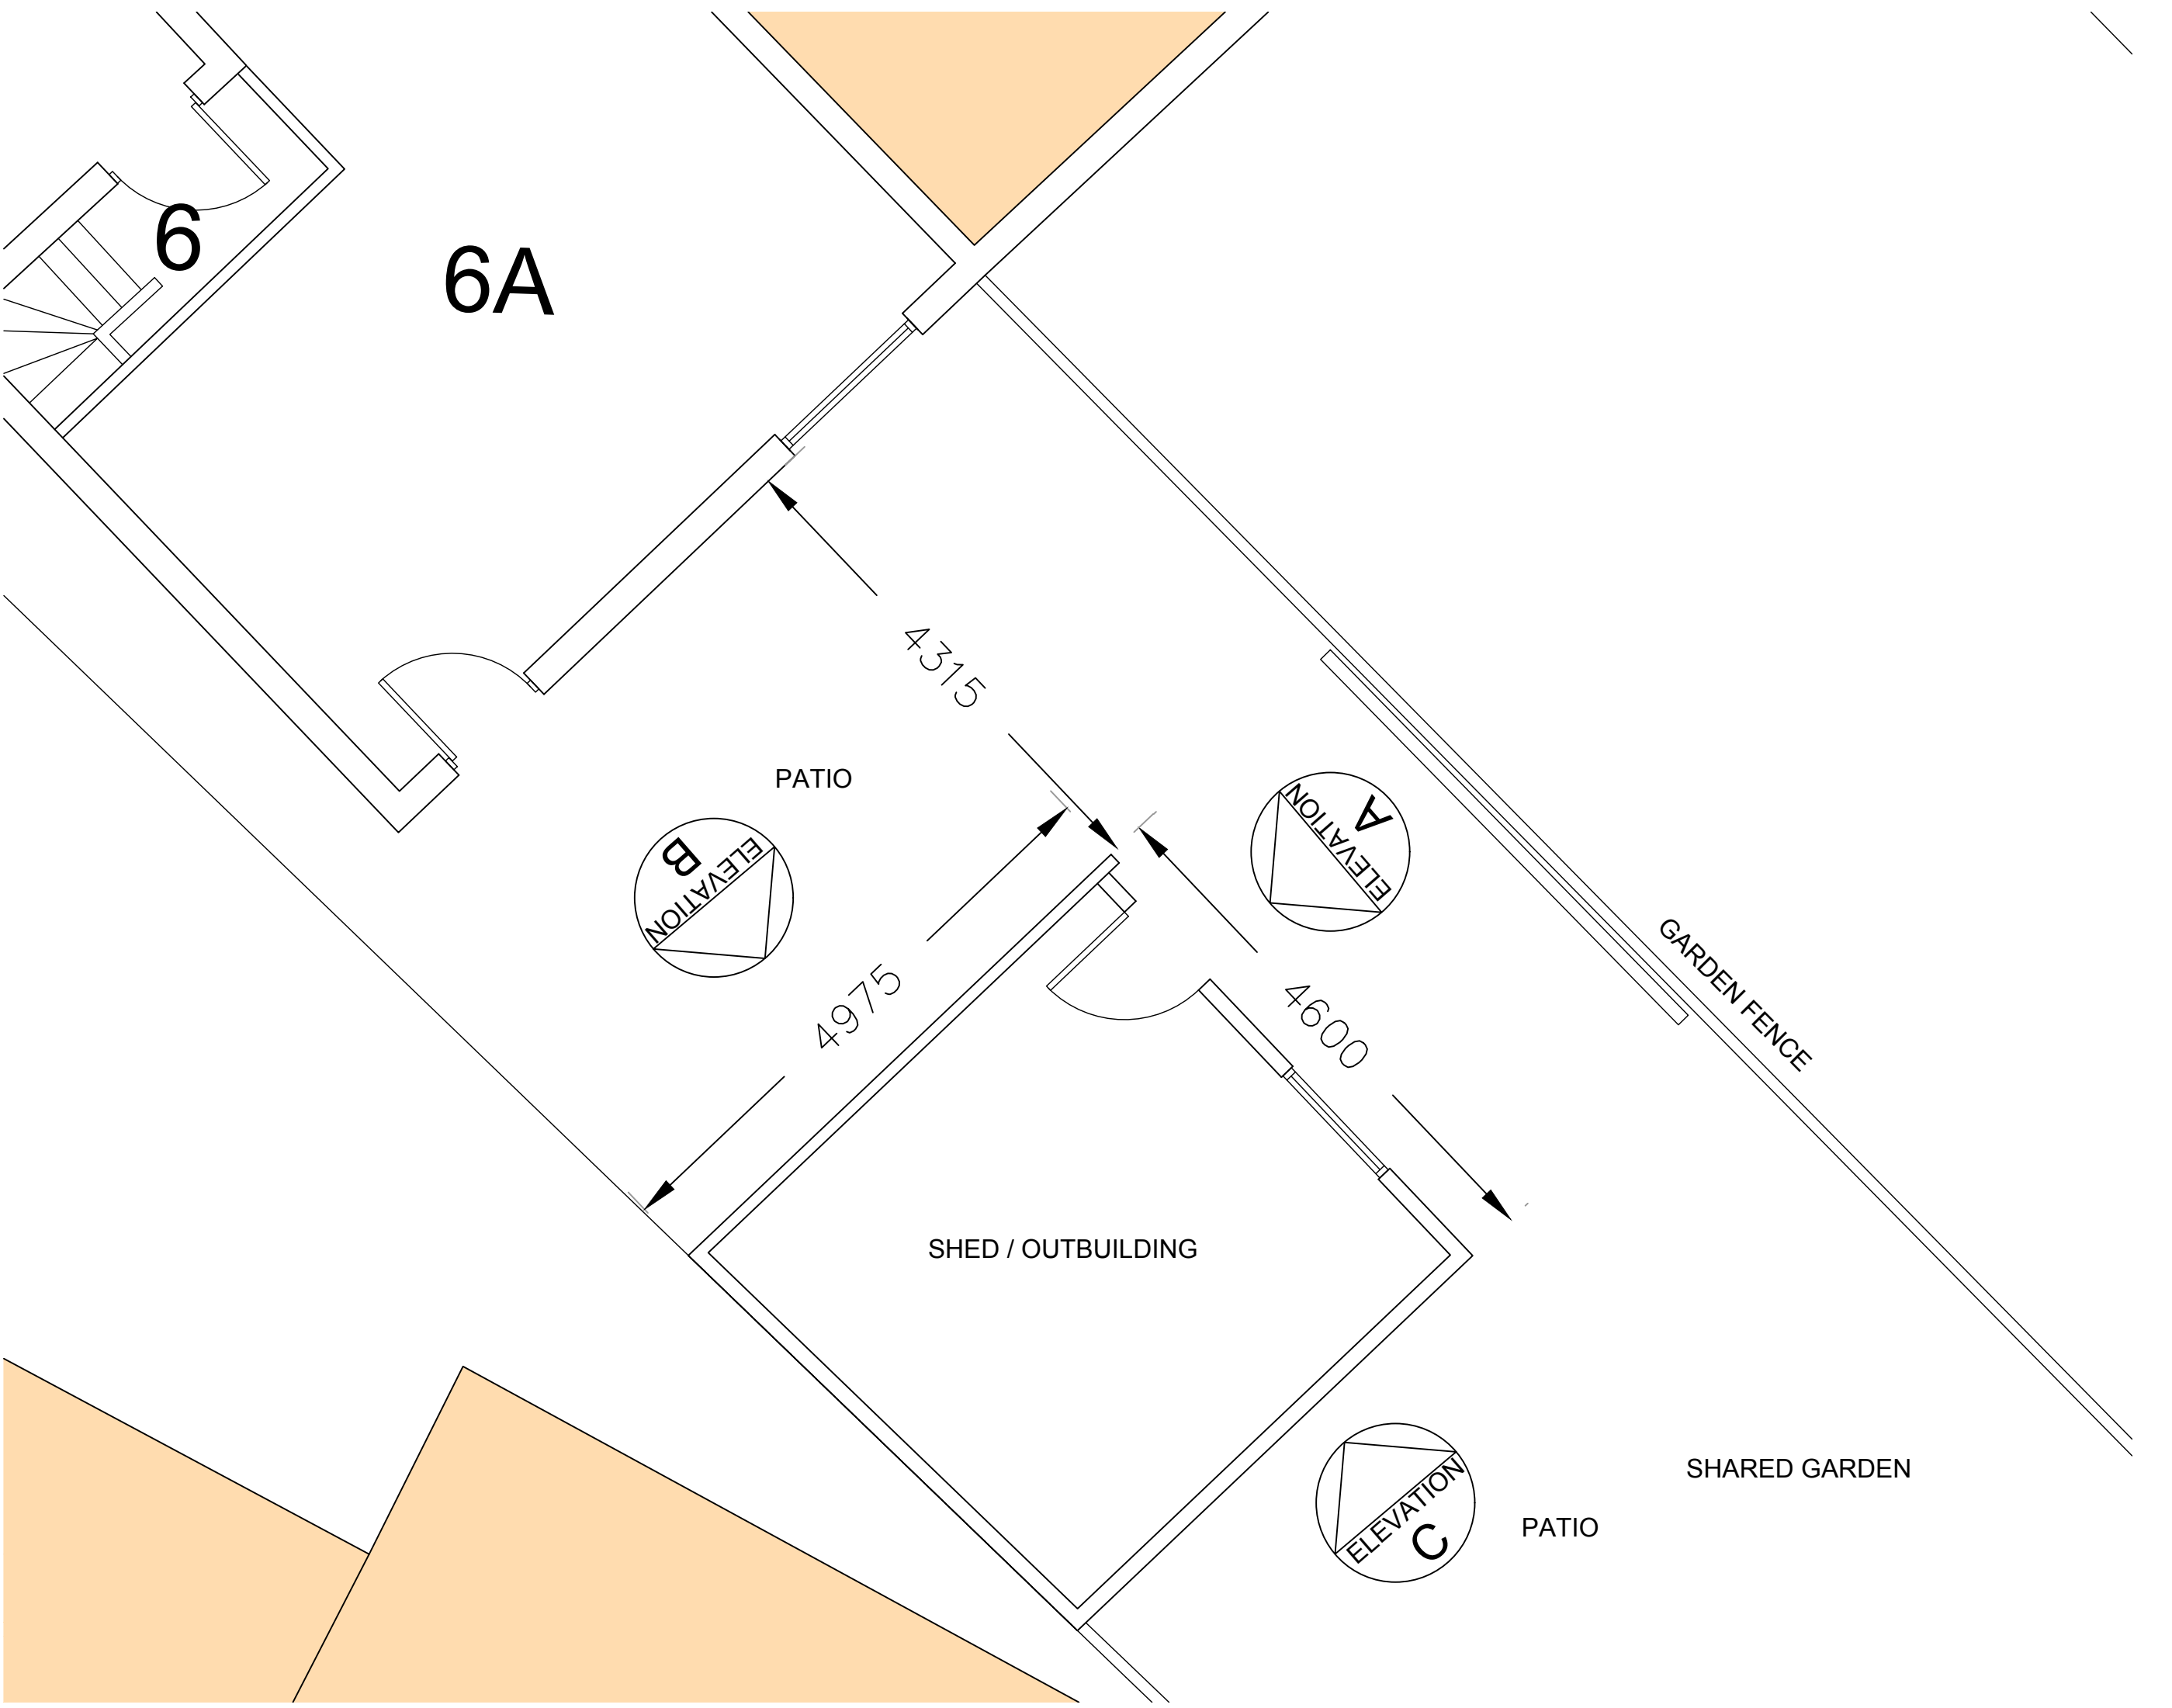 6
6A
4315
PATIO
ELEVATION
A
B
ELEVATION
GARDEN FENCE
4975
4600
SHED / OUTBUILDING
SHARED GARDEN
ELEVATION
C
PATIO